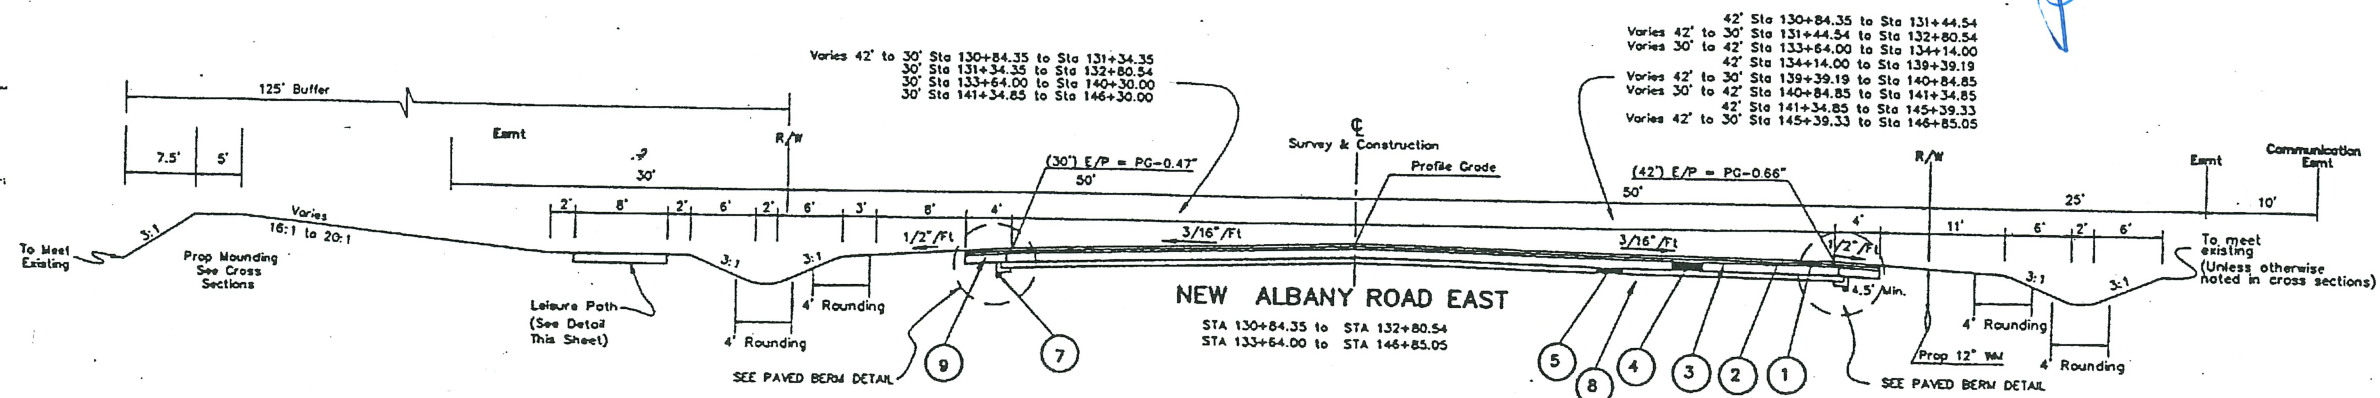 42' Sta 130+84.35 to Sta 131+44.54
Varies 42' to 30' Sta 131+44.54 to Sta 132+80.54
Varies 30' to 42' Sta 133+64.00 to Sta 134+14.00
42' Sta 134+14.00 to Sta 139+39.19
Varies 42' to 30' Sta 139+39.19 to Sta 140+84.85
Varies 30' to 42' Sta 140+84.85 to Sta 141+34.85
42' Sta 141+34.85 to Sta 145+39.33
Varies 42' to 30' Sta 145+39.33 to Sta 146+85.05
Varies 42' to 30' Sta 130+84.35 to Sta 131+34.35
30' Sta 131+34.35 to Sta 132+80.54
30' Sta 133+64.00 to Sta 140+30.00
30' Sta 141+34.85 to Sta 146+30.00
125' Buffer
Esmt
R/W
℄
Survey & Construction
R/W
Esmt
Communication
Esmt
7.5'
5'
30'
(30') E/P = PG-0.47"
50'
Profile Grade
(42') E/P = PG-0.66"
50'
25'
10'
2'
8'
2'
6'
2'
6'
3'
8'
4'
4'
11'
6'
2'
6'
3:1
Varies
16:1 to 20:1
1/2"/Ft
3/16"/Ft
3/16"/Ft
1/2"/Ft
To Meet
Existing
Prop Mounding
See Cross
Sections
3:1
3:1
3:1
3:1
To meet
existing
(Unless otherwise
noted in cross sections)
Leisure Path
(See Detail
This Sheet)
4' Rounding
4' Rounding
4.5' Min.
4' Rounding
4' Rounding
NEW ALBANY ROAD EAST
STA 130+84.35 to STA 132+80.54
STA 133+64.00 to STA 146+85.05
Prop 12" WM
SEE PAVED BERM DETAIL
9
7
5
8
4
3
2
1
SEE PAVED BERM DETAIL